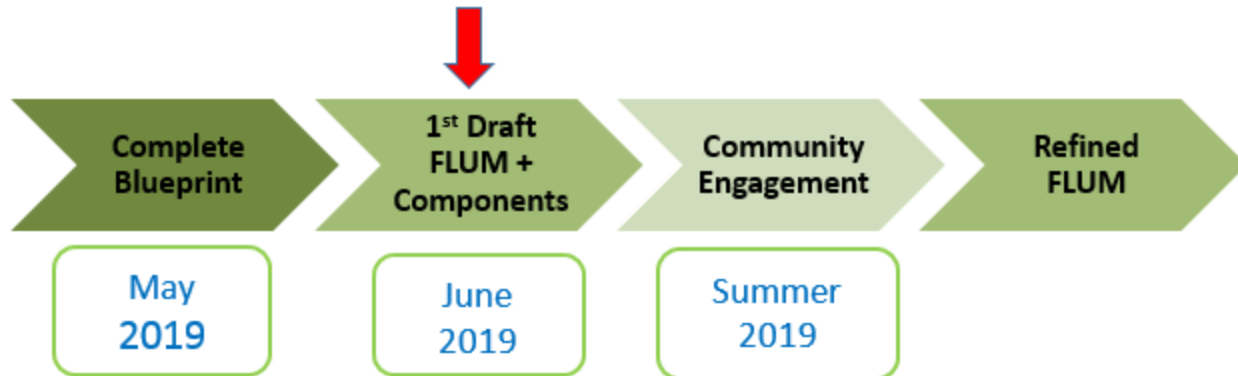 Complete
Blueprint
1st Draft
FLUM +
Components
Community
Engagement
Refined
FLUM
May
2019
June
2019
Summer
2019